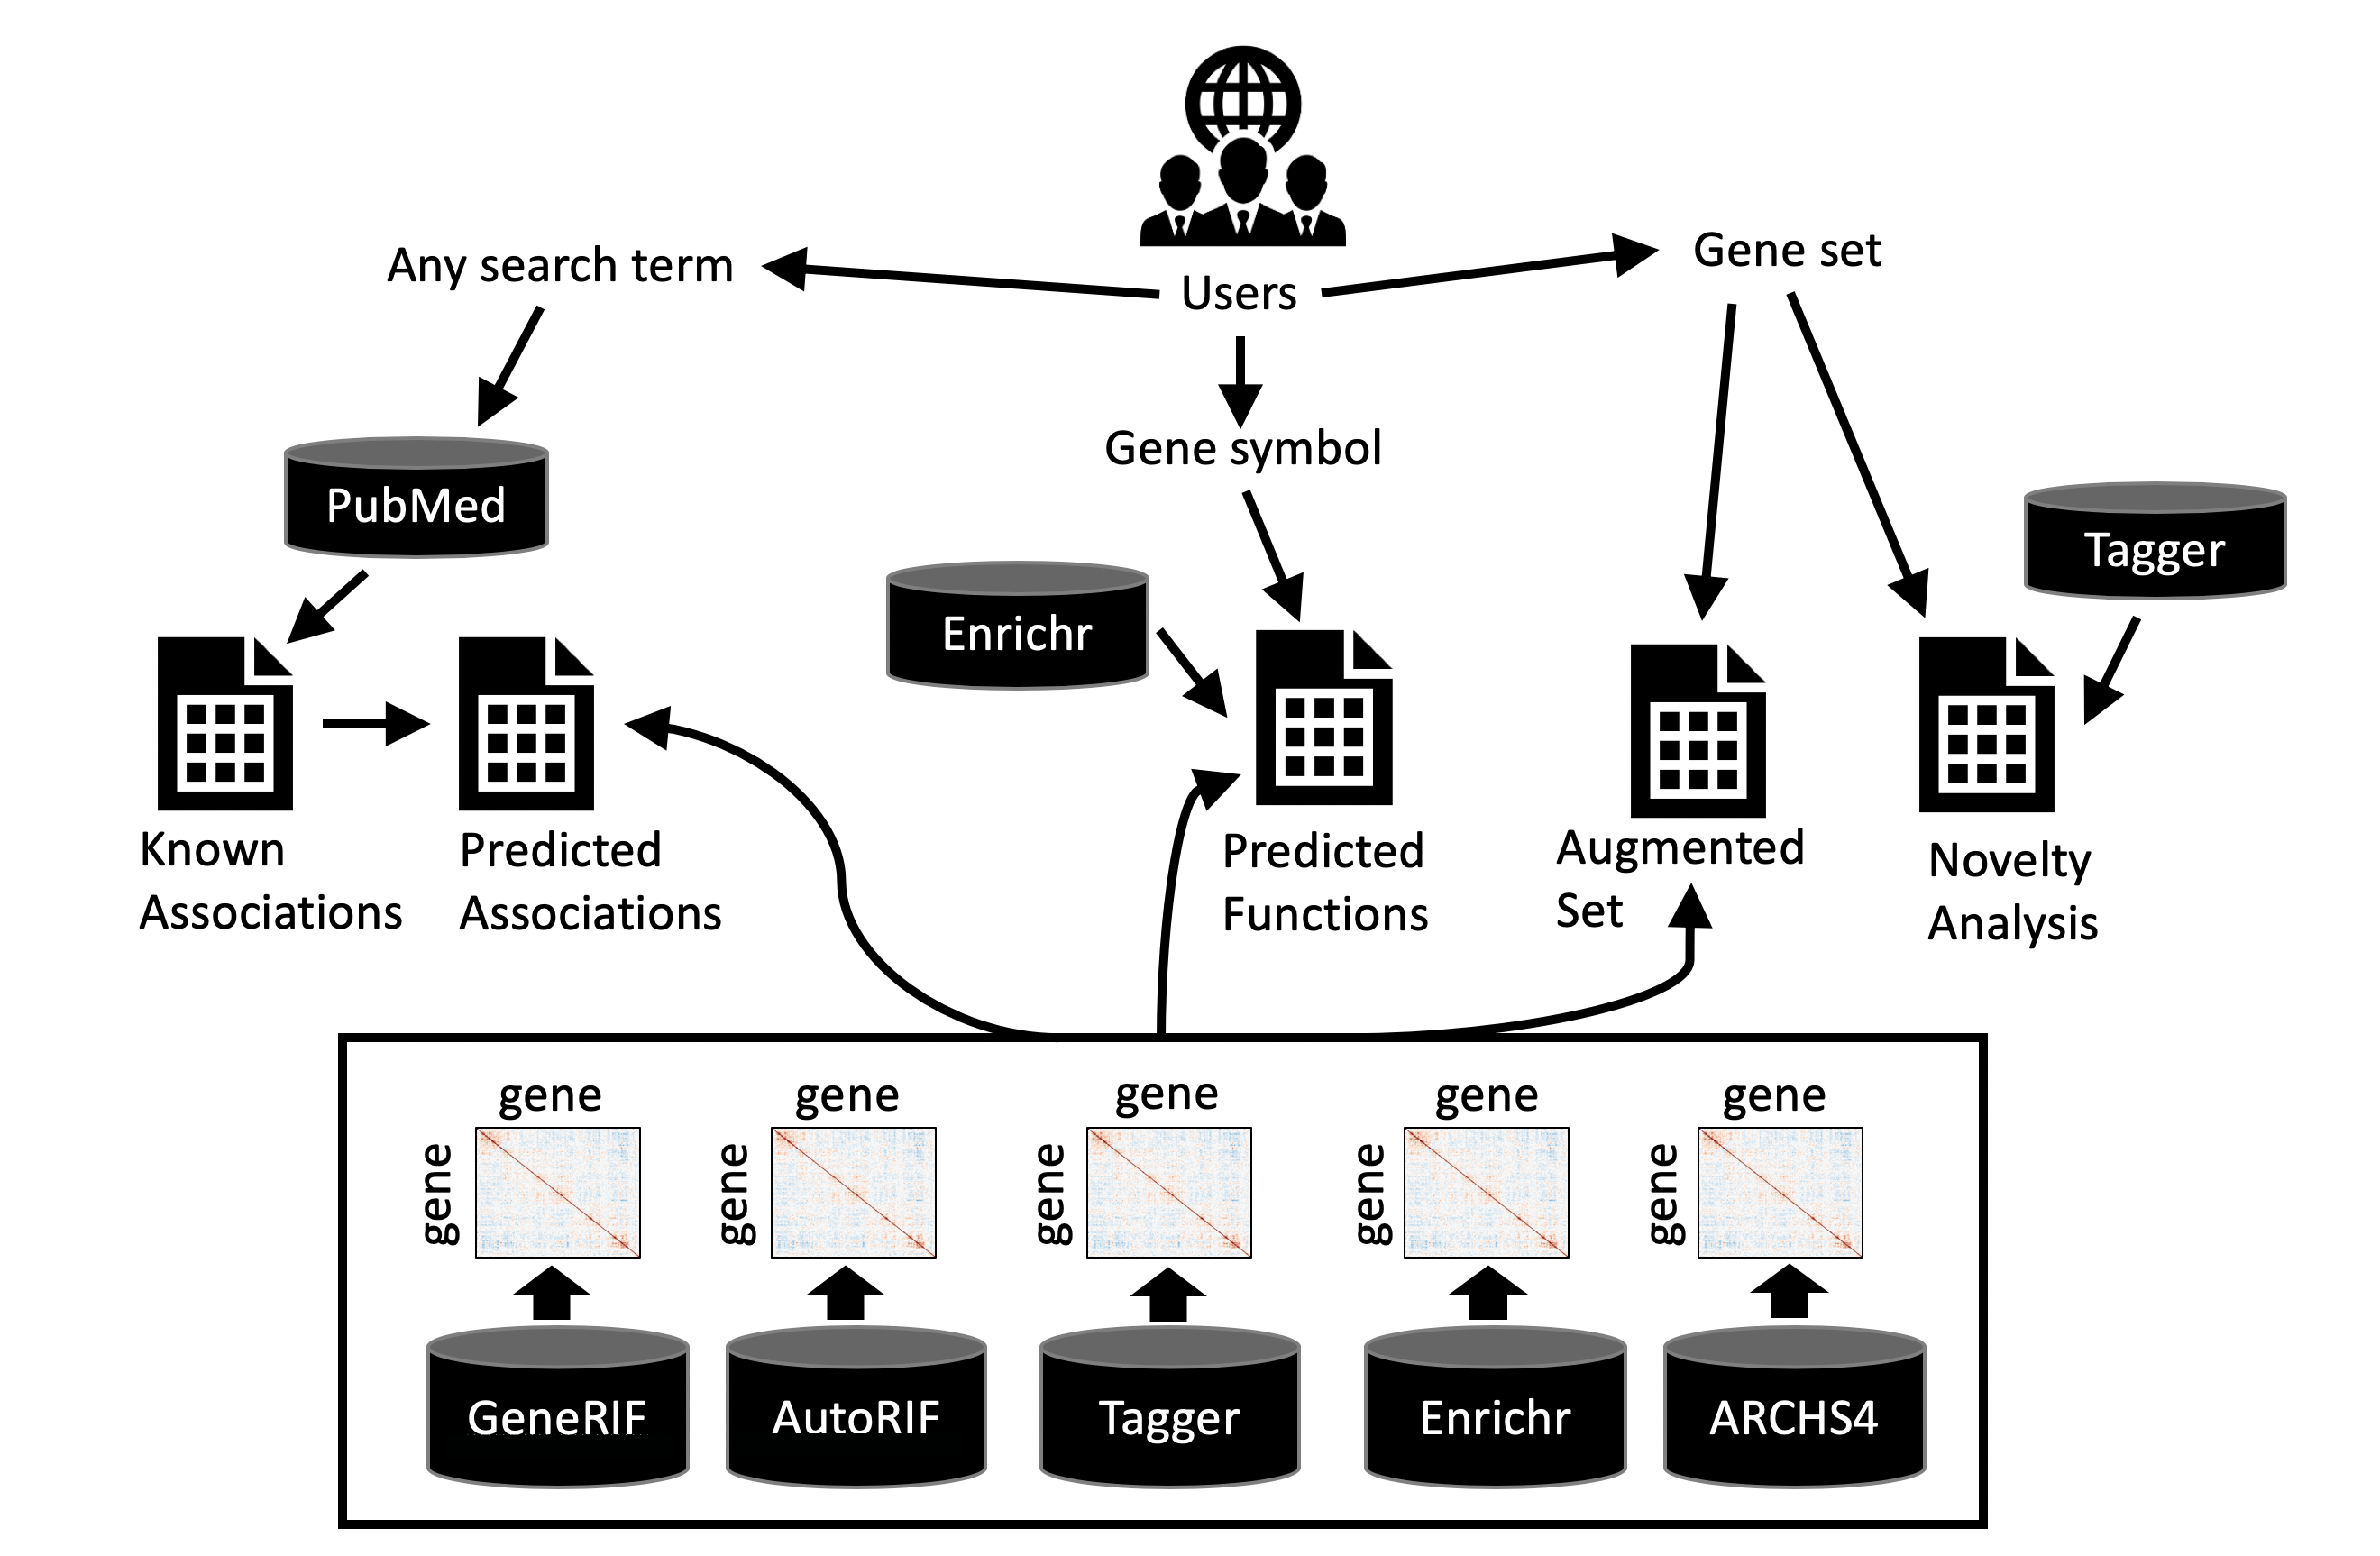 Any search term
Users
Gene set
PubMed
Gene symbol
Tagger
Enrichr
Known
Associations
Predicted
Associations
Predicted
Functions
Augmented
Set
Novelty
Analysis
gene
gene
gene
gene
gene
gene
gene
gene
gene
gene
GeneRIF
AutoRIF
Tagger
Enrichr
ARCHS4